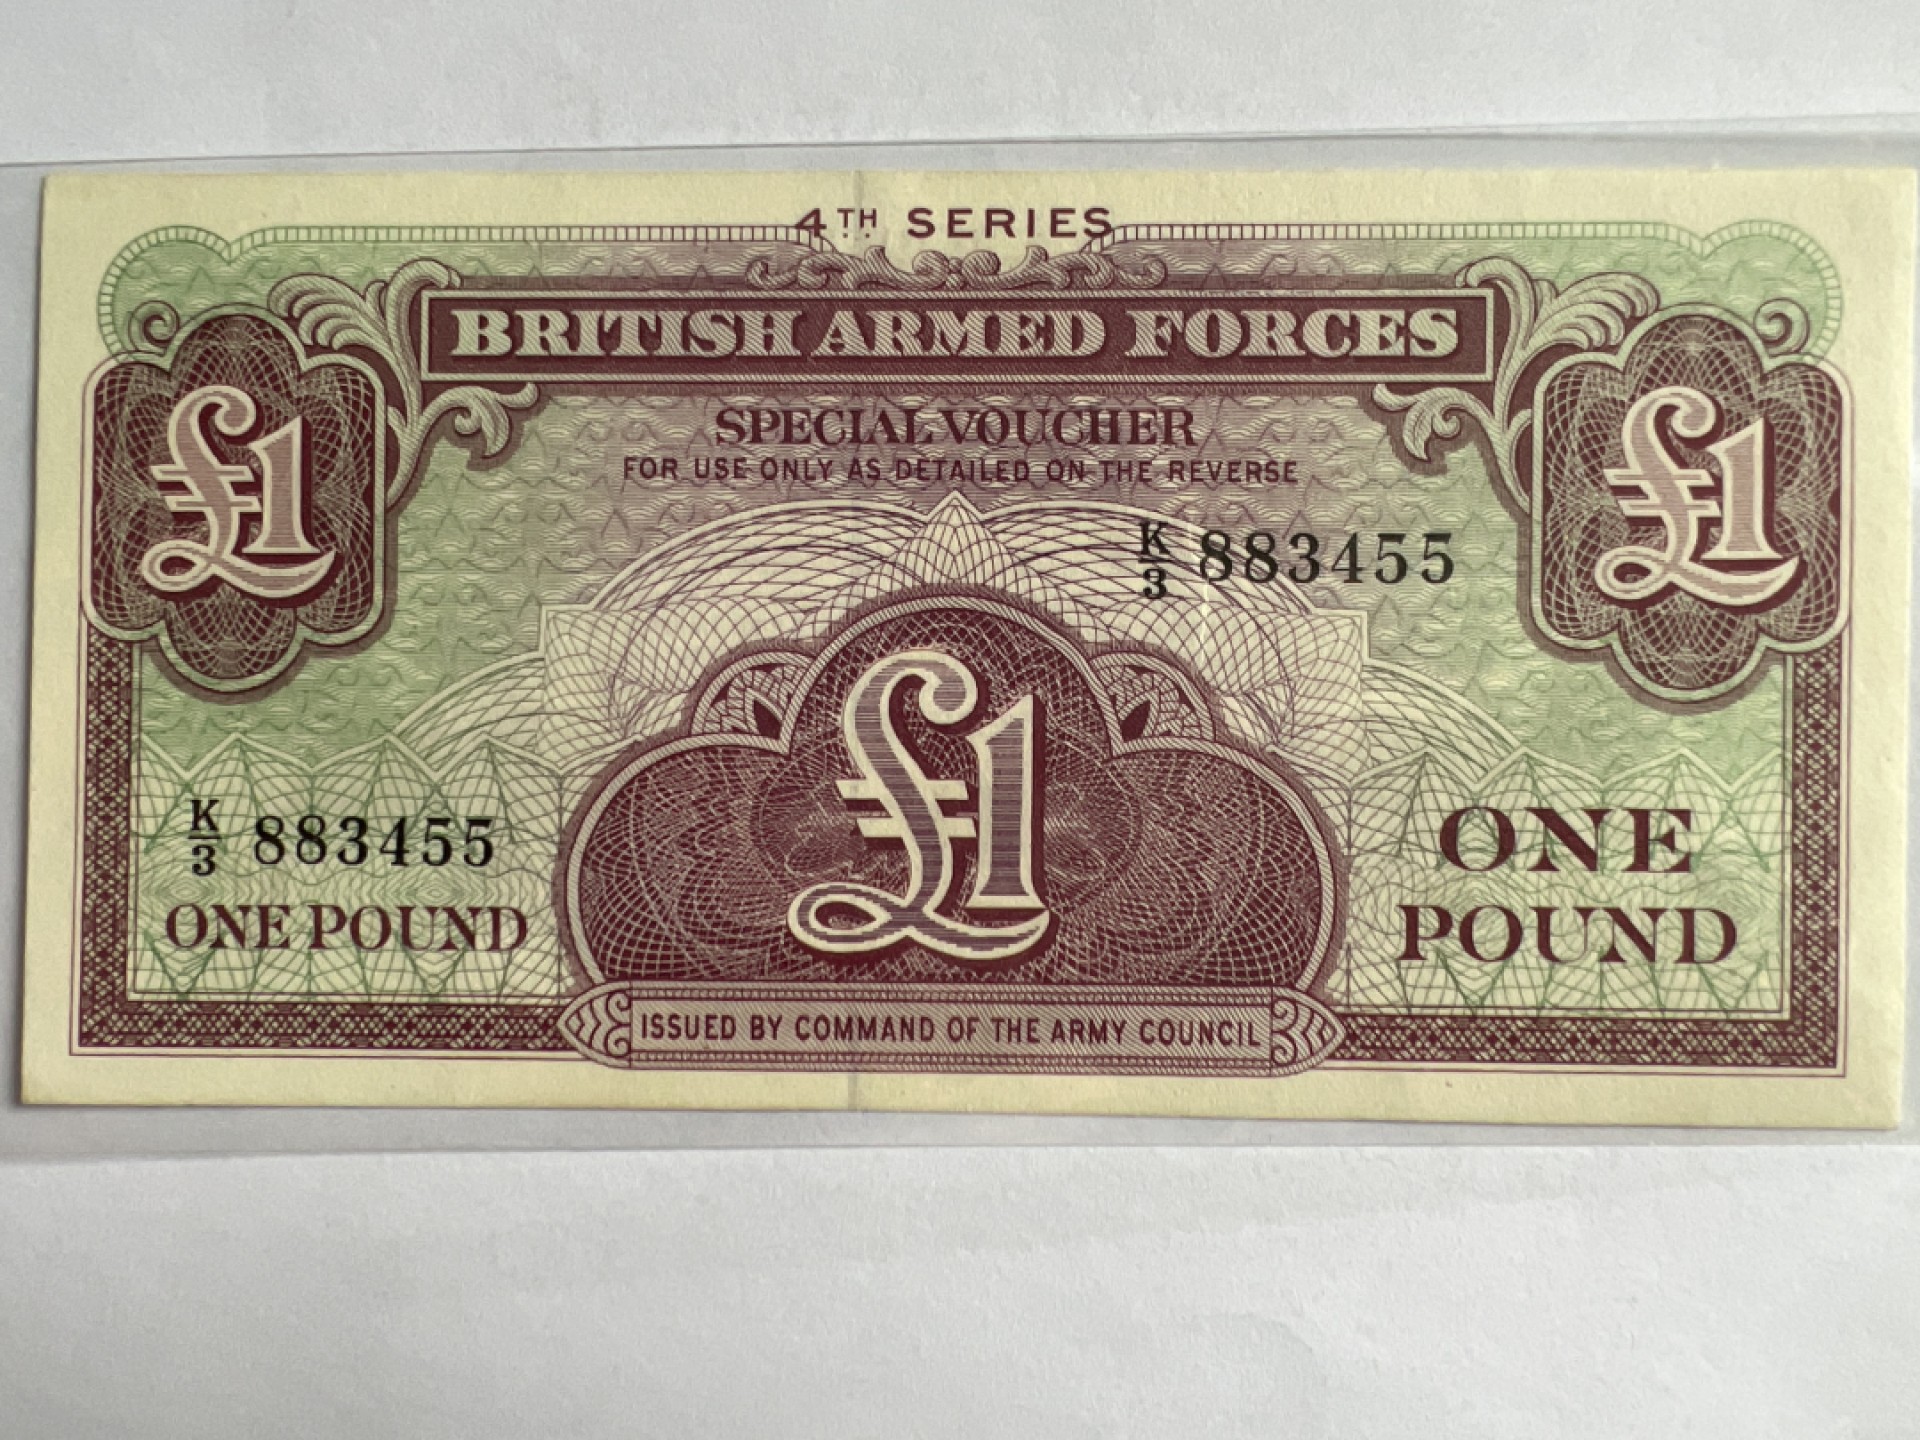 4TH SERIES
BRITISH ARMED FORCES
£1
£1
SPECIAL VOUCHER
FOR USE ONLY AS DETAILED ON THE REVERSE
K/3 883455
£1
K/3 883455
ONE POUND
ONE
POUND
ISSUED BY COMMAND OF THE ARMY COUNCIL